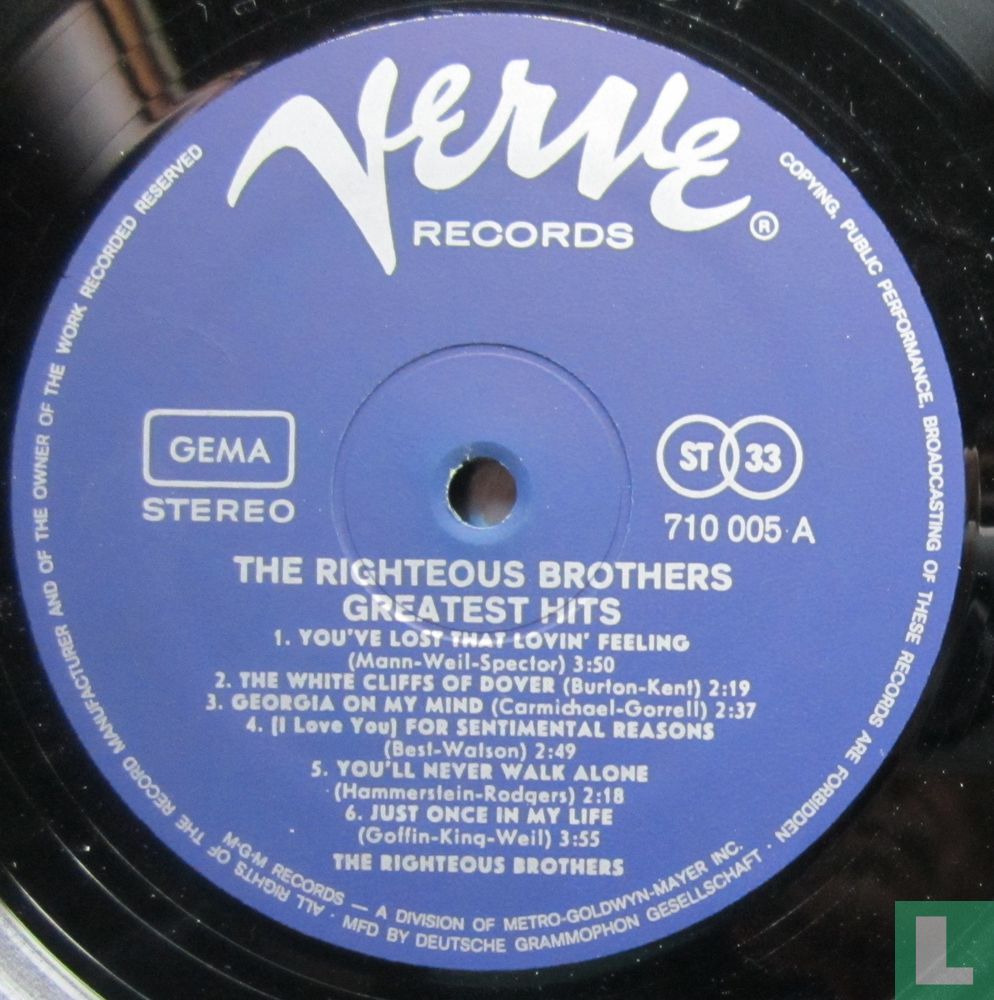 Verve
RECORDS ®
GEMA
STEREO
ST 33
710 005 A
THE RIGHTEOUS BROTHERS
GREATEST HITS
1. YOU'VE LOST THAT LOVIN' FEELING
(Mann-Weil-Spector) 3:50
2. THE WHITE CLIFFS OF DOVER (Burton-Kent) 2:19
3. GEORGIA ON MY MIND (Carmichael-Gorrell) 2:37
4. (I Love You) FOR SENTIMENTAL REASONS
(Best-Watson) 2:49
5. YOU'LL NEVER WALK ALONE
(Hammerstein-Rodgers) 2:18
6. JUST ONCE IN MY LIFE
(Goffin-King-Weil) 3:55
THE RIGHTEOUS BROTHERS
M-G-M RECORDS — A DIVISION OF METRO-GOLDWYN-MAYER INC.
· ALL RIGHTS OF THE RECORD MANUFACTURER AND OF THE OWNER OF THE WORK RECORDED RESERVED
COPYING, PUBLIC PERFORMANCE, BROADCASTING OF THESE RECORDS ARE FORBIDDEN ·
MFD BY DEUTSCHE GRAMMOPHON GESELLSCHAFT ·
L